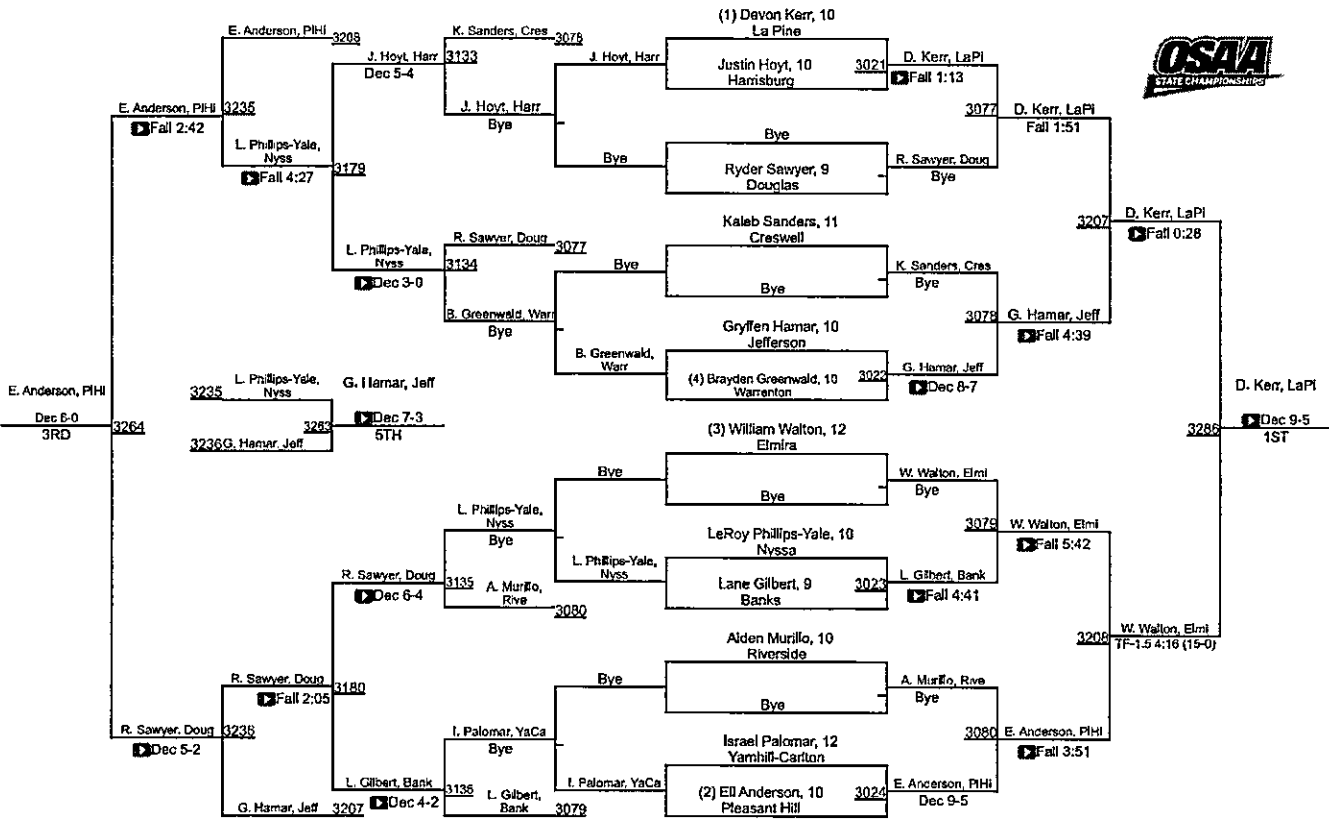 OSAA
STATE CHAMPIONSHIPS
E. Anderson, PlHi
3208
J. Hoyt, Harr
Dec 5-4
K. Sanders, Cres
3078
3133
J. Hoyt, Harr
J. Hoyt, Harr
Bye
Bye
(1) Devon Kerr, 10
La Pine
Justin Hoyt, 10
Harrisburg
3021
D. Kerr, LaPi
Fall 1:13
Bye
Ryder Sawyer, 9
Douglas
R. Sawyer, Doug
Bye
3077
D. Kerr, LaPi
Fall 1:51
E. Anderson, PlHi
Fall 2:42
3235
L. Phillips-Yale,
Nyss
Fall 4:27
3179
L. Phillips-Yale,
Nyss
Dec 3-0
R. Sawyer, Doug
3077
3134
B. Greenwald, Warr
Bye
Bye
B. Greenwald,
Warr
Kaleb Sanders, 11
Creswell
Bye
K. Sanders, Cres
Bye
Gryffen Hamar, 10
Jefferson
(4) Brayden Greenwald, 10
Warrenton
3022
G. Hamar, Jeff
Dec 8-7
3078
G. Hamar, Jeff
Fall 4:39
3207
D. Kerr, LaPi
Fall 0:28
E. Anderson, PlHi
Dec 6-0
3RD
3264
3235
L. Phillips-Yale,
Nyss
3236
G. Hamar, Jeff
3263
G. Hamar, Jeff
Dec 7-3
5TH
3286
D. Kerr, LaPi
Dec 9-5
1ST
(3) William Walton, 12
Elmira
Bye
Bye
W. Walton, Elmi
Bye
LeRoy Phillips-Yale, 10
Nyssa
Lane Gilbert, 9
Banks
3023
L. Gilbert, Bank
Fall 4:41
3079
W. Walton, Elmi
Fall 5:42
L. Phillips-Yale,
Nyss
Bye
L. Phillips-Yale,
Nyss
R. Sawyer, Doug
Dec 6-4
3135
A. Murillo,
Rive
3080
3208
W. Walton, Elmi
TF-1.5 4:16 (15-0)
Aiden Murillo, 10
Riverside
Bye
Bye
A. Murillo, Rive
Bye
R. Sawyer, Doug
Fall 2:05
3180
R. Sawyer, Doug
Dec 5-2
3236
I. Palomar, YaCa
Bye
I. Palomar, YaCa
Israel Palomar, 12
Yamhill-Carlton
(2) Eli Anderson, 10
Pleasant Hill
3024
E. Anderson, PlHi
Dec 9-5
3080
E. Anderson, PlHi
Fall 3:51
L. Gilbert, Bank
Dec 4-2
3136
L. Gilbert,
Bank
3079
G. Hamar, Jeff
3207